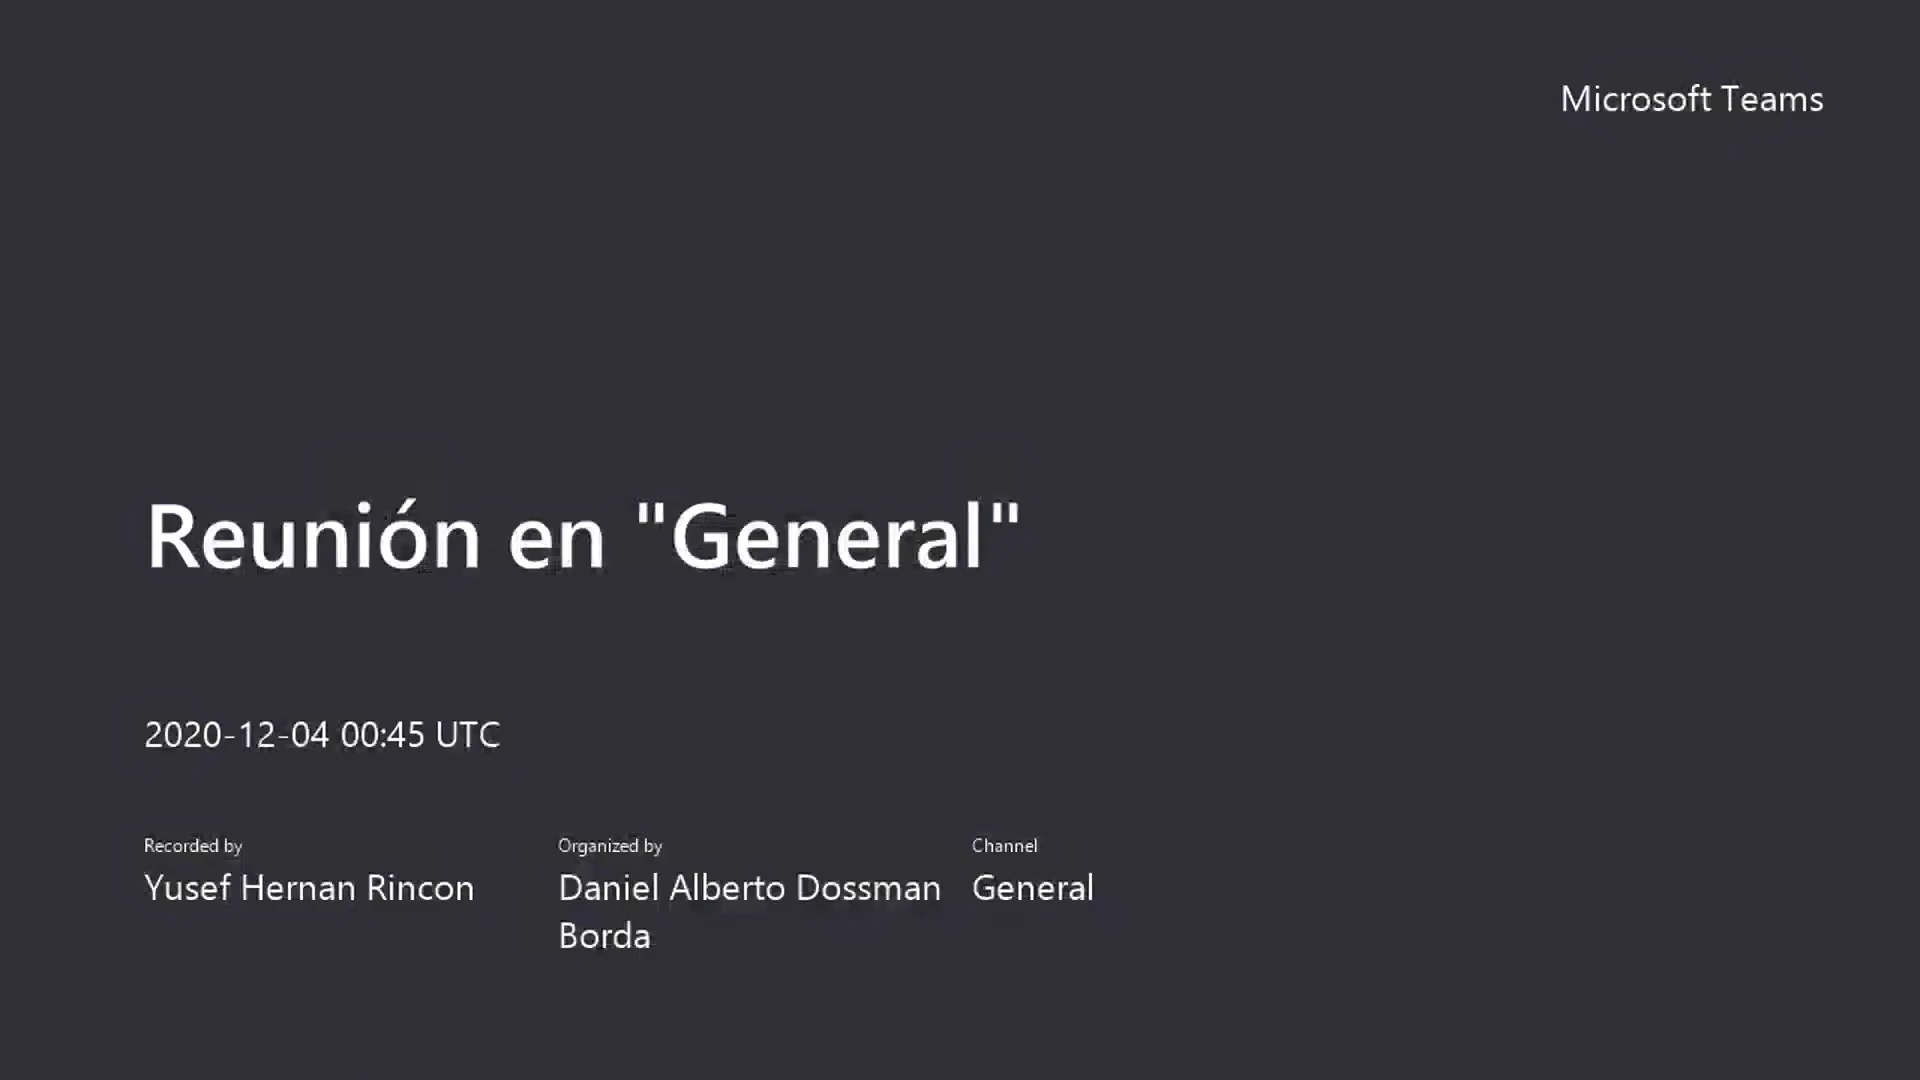 Microsoft Teams
Reunión en "General"
2020-12-04 00:45 UTC
Recorded by
Yusef Hernan Rincon
Organized by
Daniel Alberto Dossman
Borda
Channel
General